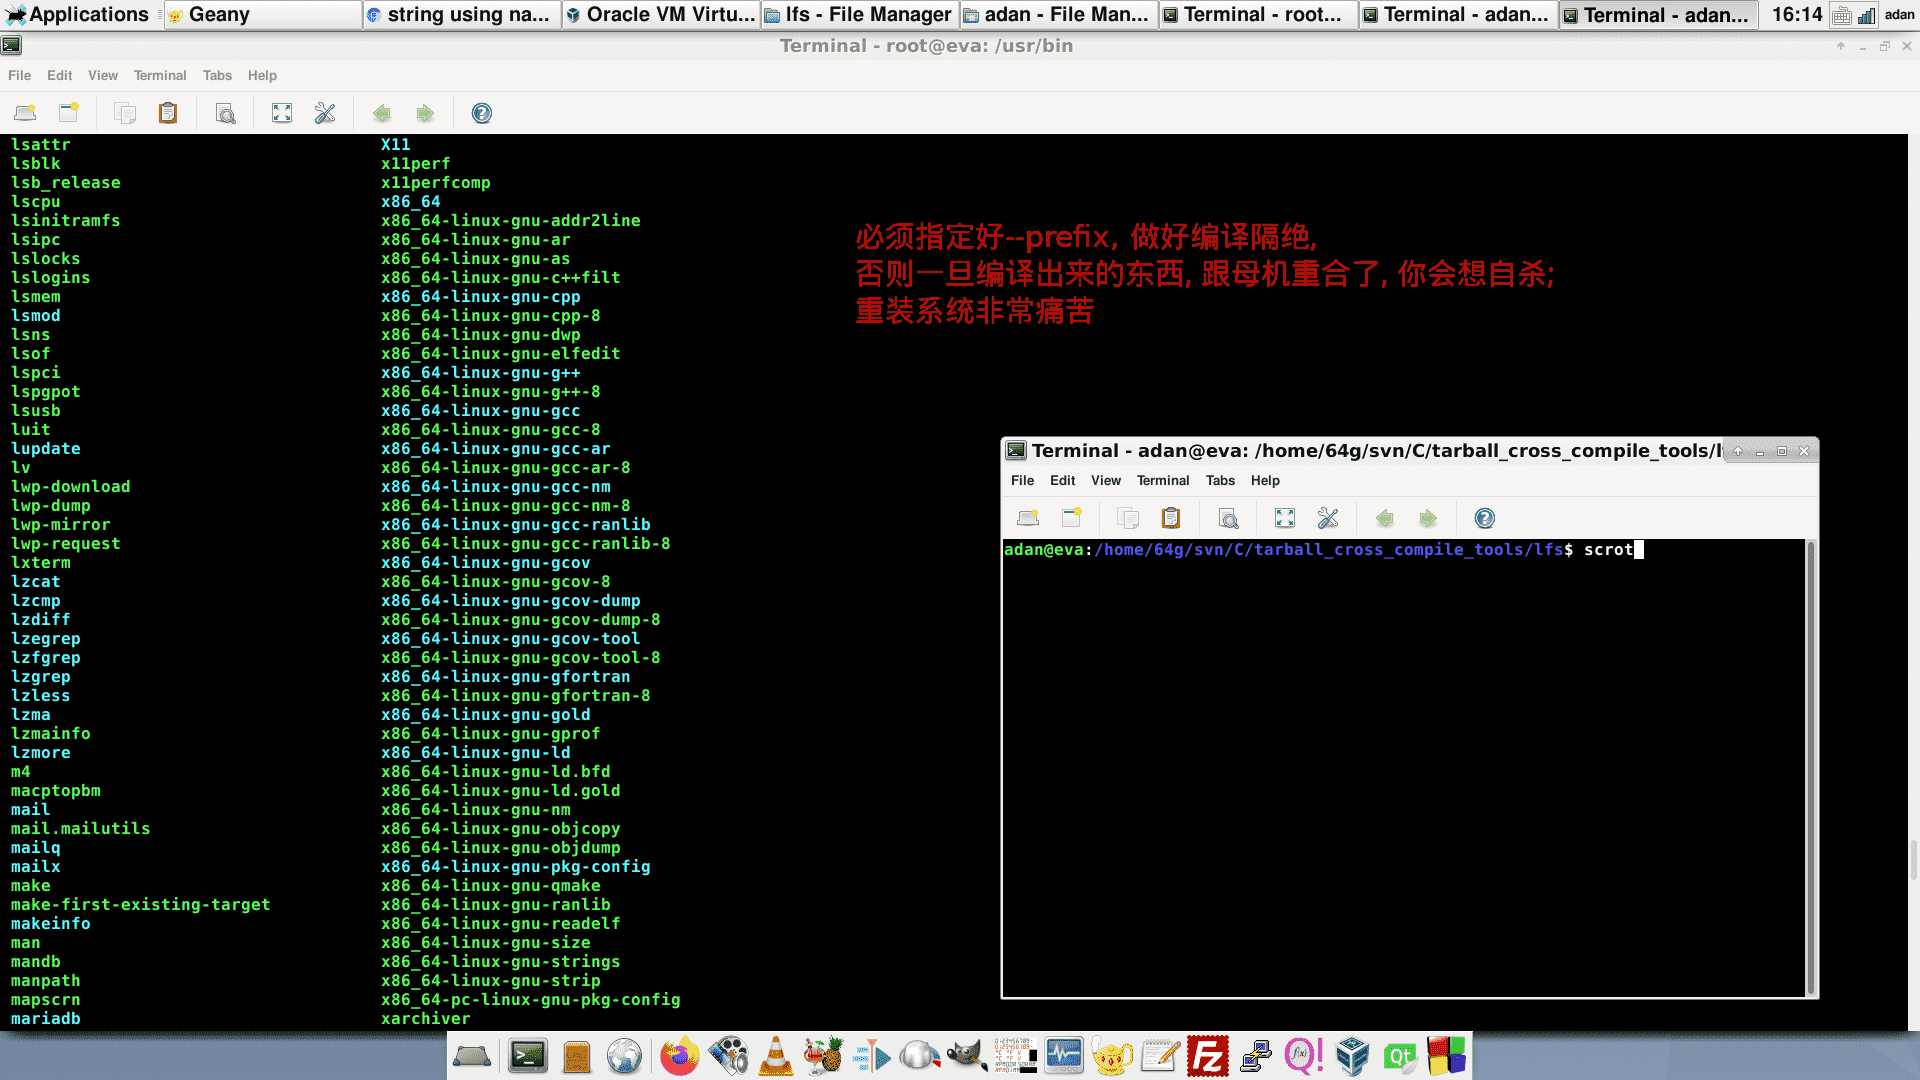 Applications
Geany
string using na...
Oracle VM Virtu...
lfs - File Manager
adan - File Man...
Terminal - root...
Terminal - adan...
Terminal - adan...
16:14
adan
Terminal - root@eva: /usr/bin
File Edit View Terminal Tabs Help
lsattr
lsblk
lsb_release
lscpu
lsinitramfs
lsipc
lslocks
lslogins
lsmem
lsmod
lsns
lsof
lspci
lspgpot
lsusb
luit
lupdate
lv
lwp-download
lwp-dump
lwp-mirror
lwp-request
lxterm
lzcat
lzcmp
lzdiff
lzegrep
lzfgrep
lzgrep
lzless
lzma
lzmainfo
lzmore
m4
macptopbm
mail
mail.mailutils
mailq
mailx
make
make-first-existing-target
makeinfo
man
mandb
manpath
mapscrn
mariadb
X11
x11perf
x11perfcomp
x86_64
x86_64-linux-gnu-addr2line
x86_64-linux-gnu-ar
x86_64-linux-gnu-as
x86_64-linux-gnu-c++filt
x86_64-linux-gnu-cpp
x86_64-linux-gnu-cpp-8
x86_64-linux-gnu-dwp
x86_64-linux-gnu-elfedit
x86_64-linux-gnu-g++
x86_64-linux-gnu-g++-8
x86_64-linux-gnu-gcc
x86_64-linux-gnu-gcc-8
x86_64-linux-gnu-gcc-ar
x86_64-linux-gnu-gcc-ar-8
x86_64-linux-gnu-gcc-nm
x86_64-linux-gnu-gcc-nm-8
x86_64-linux-gnu-gcc-ranlib
x86_64-linux-gnu-gcc-ranlib-8
x86_64-linux-gnu-gcov
x86_64-linux-gnu-gcov-8
x86_64-linux-gnu-gcov-dump
x86_64-linux-gnu-gcov-dump-8
x86_64-linux-gnu-gcov-tool
x86_64-linux-gnu-gcov-tool-8
x86_64-linux-gnu-gfortran
x86_64-linux-gnu-gfortran-8
x86_64-linux-gnu-gold
x86_64-linux-gnu-gprof
x86_64-linux-gnu-ld
x86_64-linux-gnu-ld.bfd
x86_64-linux-gnu-ld.gold
x86_64-linux-gnu-nm
x86_64-linux-gnu-objcopy
x86_64-linux-gnu-objdump
x86_64-linux-gnu-pkg-config
x86_64-linux-gnu-qmake
x86_64-linux-gnu-ranlib
x86_64-linux-gnu-readelf
x86_64-linux-gnu-size
x86_64-linux-gnu-strings
x86_64-linux-gnu-strip
x86_64-pc-linux-gnu-pkg-config
xarchiver
必须指定好--prefix, 做好编译隔绝,
否则一旦编译出来的东西, 跟母机重合了, 你会想自杀;
重装系统非常痛苦
Terminal - adan@eva: /home/64g/svn/C/tarball_cross_compile_tools/l
File Edit View Terminal Tabs Help
adan@eva:/home/64g/svn/C/tarball_cross_compile_tools/lfs$ scrot